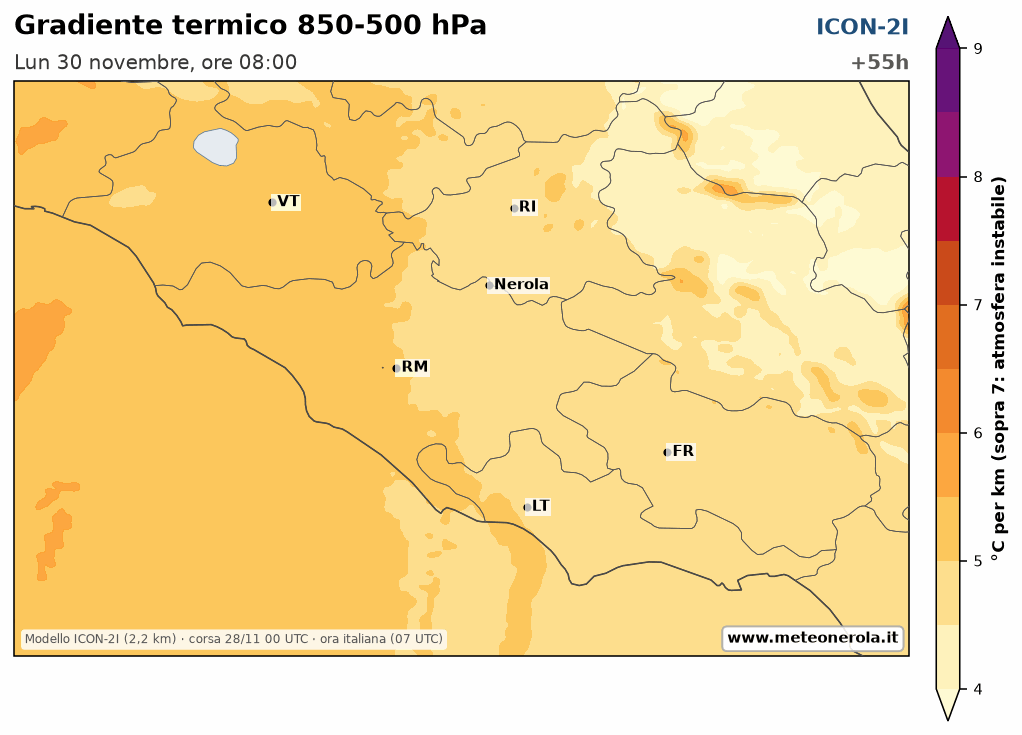 Gradiente termico 850-500 hPa
ICON-2I
Lun 30 novembre, ore 08:00
+55h
VT
RI
Nerola
RM
FR
LT
Modello ICON-2I (2,2 km) · corsa 28/11 00 UTC · ora italiana (07 UTC)
www.meteonerola.it
9
8
7
6
5
4
°C per km (sopra 7: atmosfera instabile)